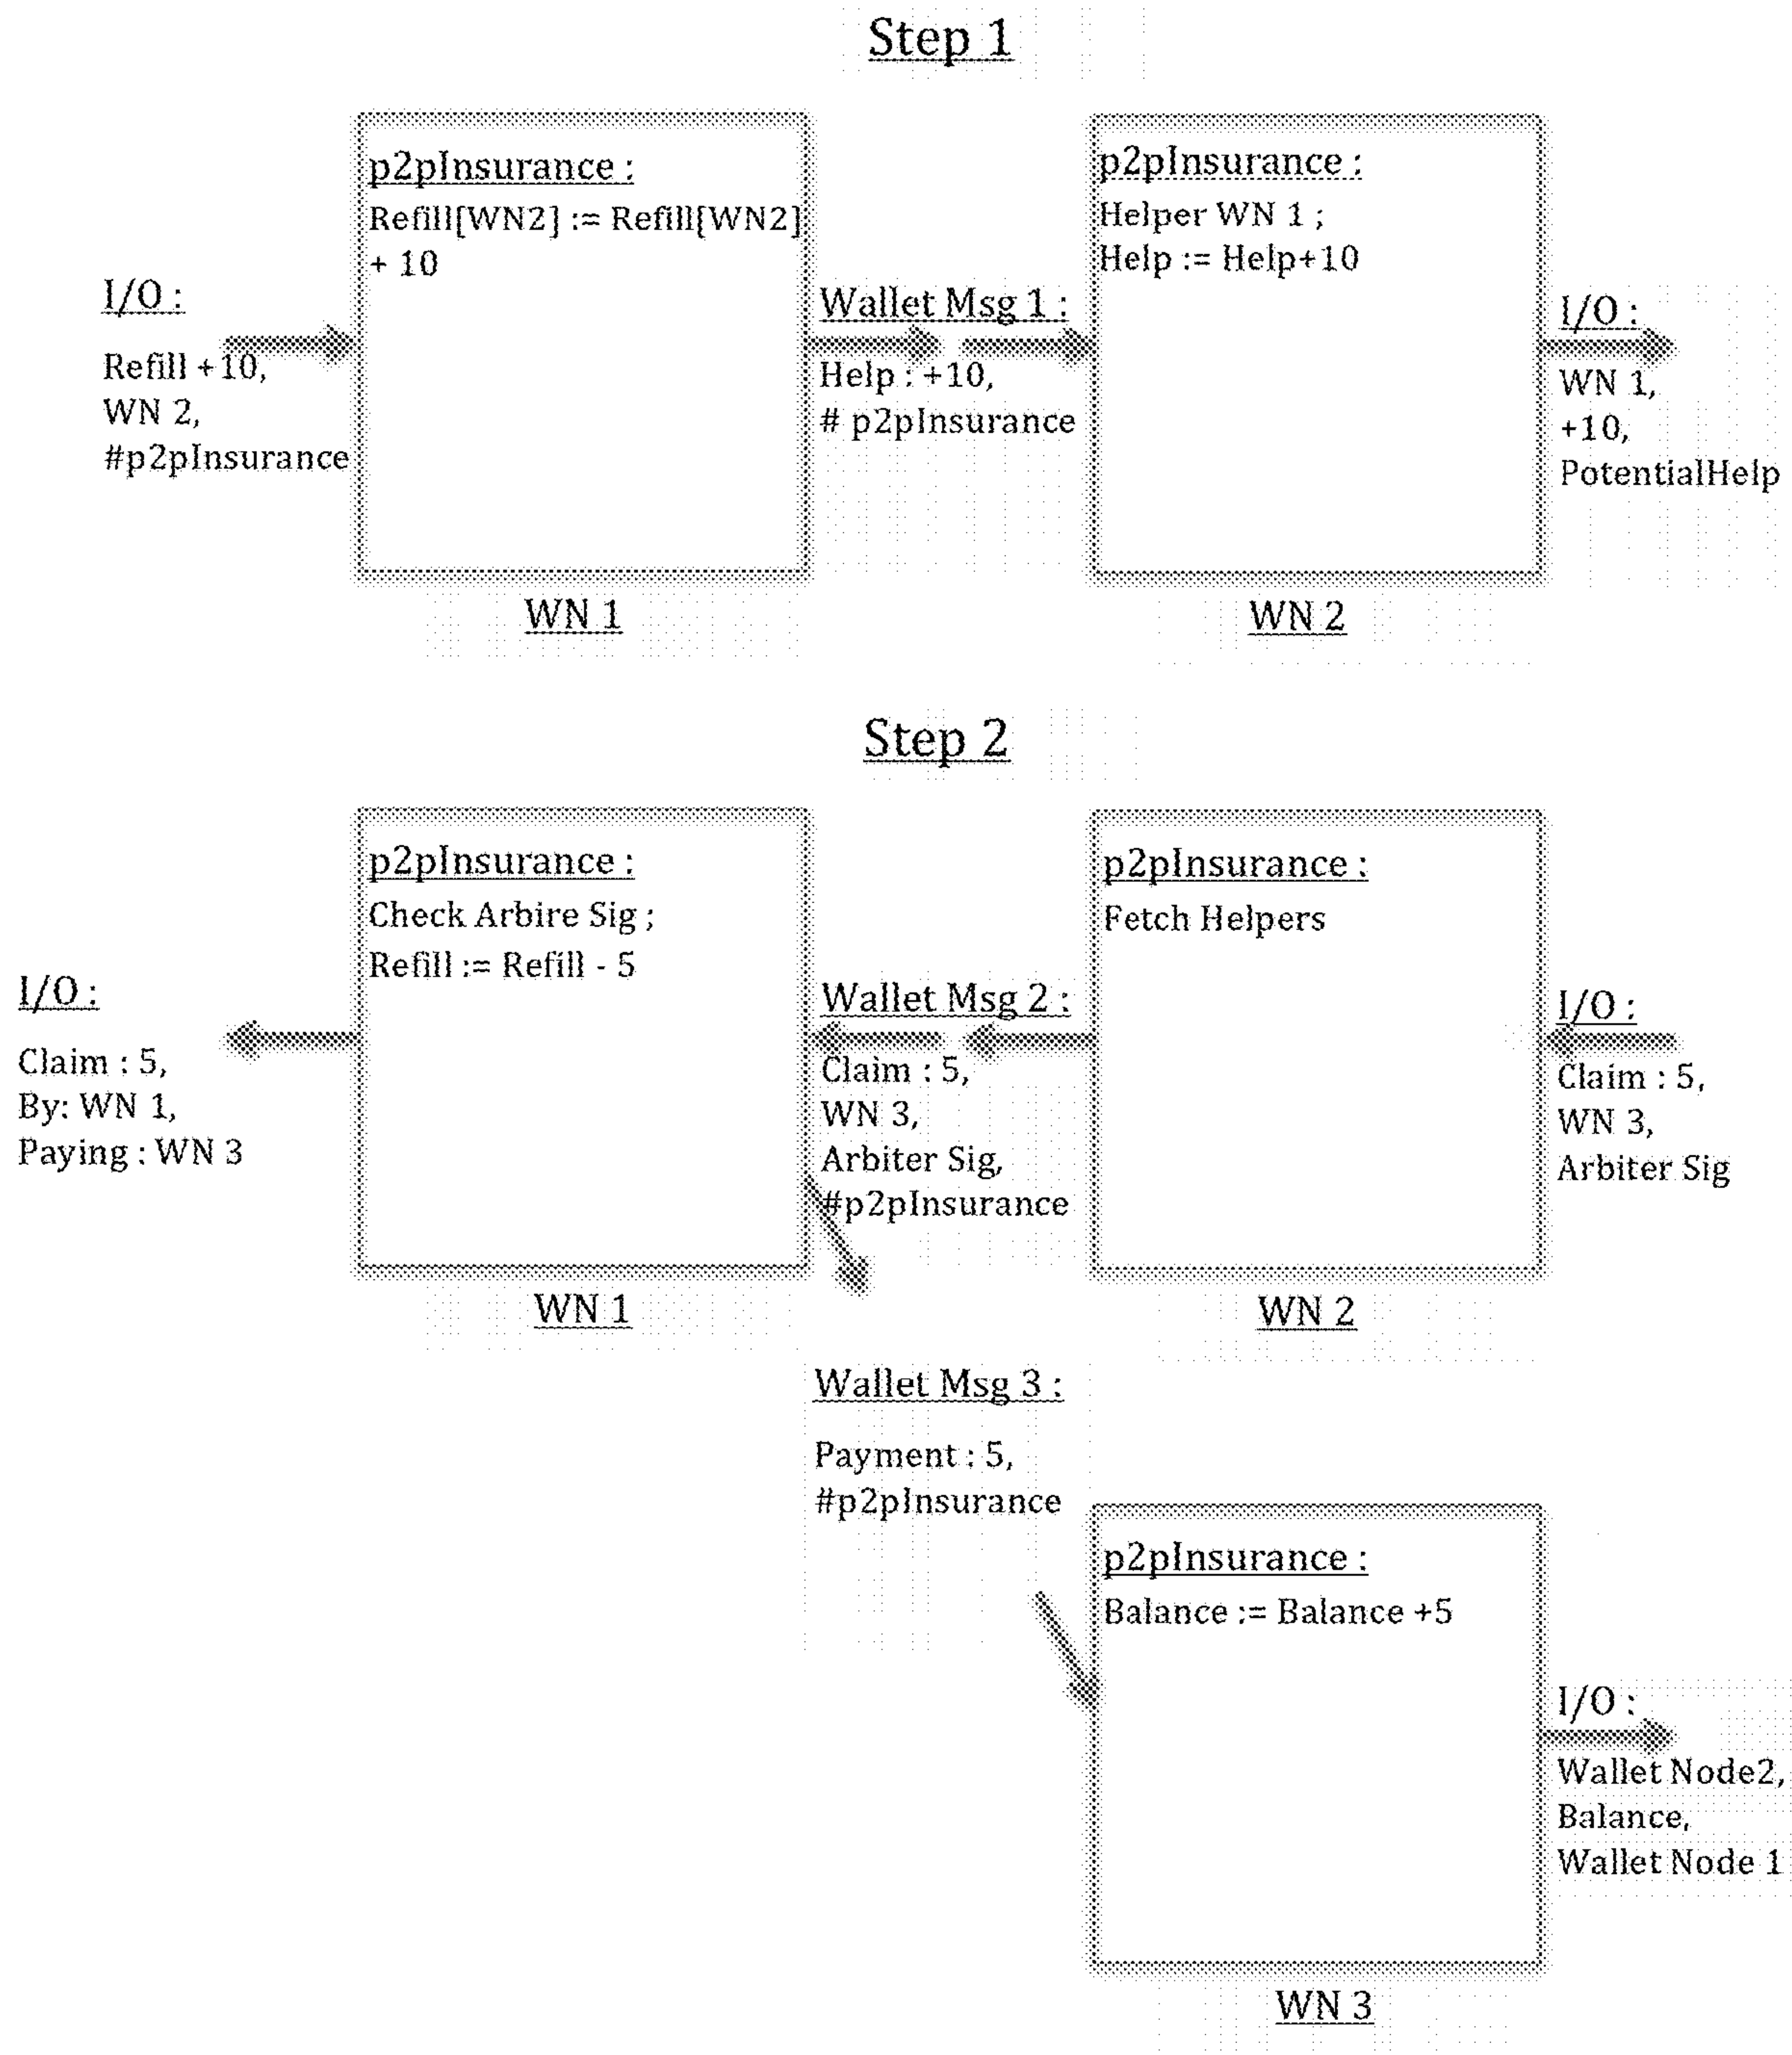 Step 1
I/O :
Refill +10,
WN 2,
#p2pInsurance
p2pInsurance :
Refill[WN2] := Refill[WN2]
+ 10
WN 1
Wallet Msg 1 :
Help : +10,
# p2pInsurance
p2pInsurance :
Helper WN 1 ;
Help := Help+10
WN 2
I/O :
WN 1,
+10,
PotentialHelp
Step 2
I/O :
Claim : 5,
By: WN 1,
Paying : WN 3
p2pInsurance :
Check Arbire Sig ;
Refill := Refill - 5
WN 1
Wallet Msg 2 :
Claim : 5,
WN 3,
Arbiter Sig,
#p2pInsurance
p2pInsurance :
Fetch Helpers
WN 2
I/O :
Claim : 5,
WN 3,
Arbiter Sig
Wallet Msg 3 :
Payment : 5,
#p2pInsurance
p2pInsurance :
Balance := Balance +5
WN 3
I/O :
Wallet Node2,
Balance,
Wallet Node 1